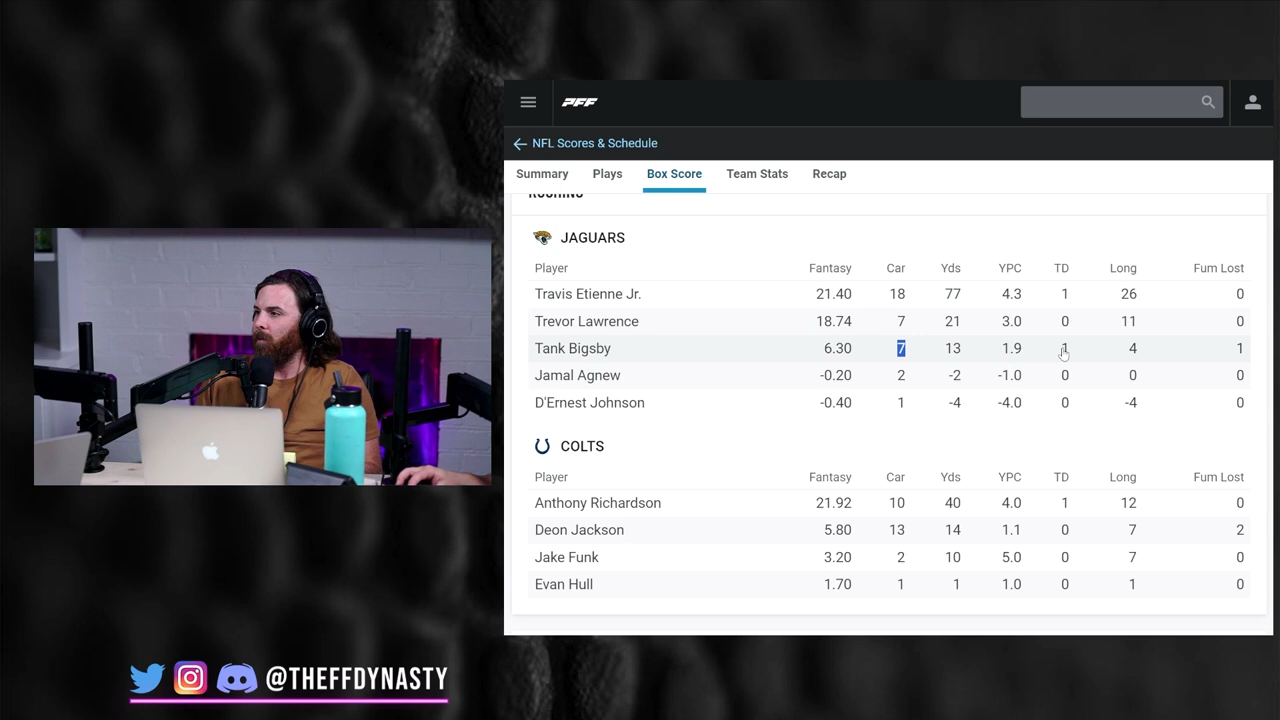 PFF
NFL Scores & Schedule
Summary Plays Box Score Team Stats Recap
RUSHING
JAGUARS
Player Fantasy Car Yds YPC TD Long Fum Lost
Travis Etienne Jr. 21.40 18 77 4.3 1 26 0
Trevor Lawrence 18.74 7 21 3.0 0 11 0
Tank Bigsby 6.30 7 13 1.9 1 4 1
Jamal Agnew -0.20 2 -2 -1.0 0 0 0
D'Ernest Johnson -0.40 1 -4 -4.0 0 -4 0
COLTS
Player Fantasy Car Yds YPC TD Long Fum Lost
Anthony Richardson 21.92 10 40 4.0 1 12 0
Deon Jackson 5.80 13 14 1.1 0 7 2
Jake Funk 3.20 2 10 5.0 0 7 0
Evan Hull 1.70 1 1 1.0 0 1 0
@THEFFDYNASTY